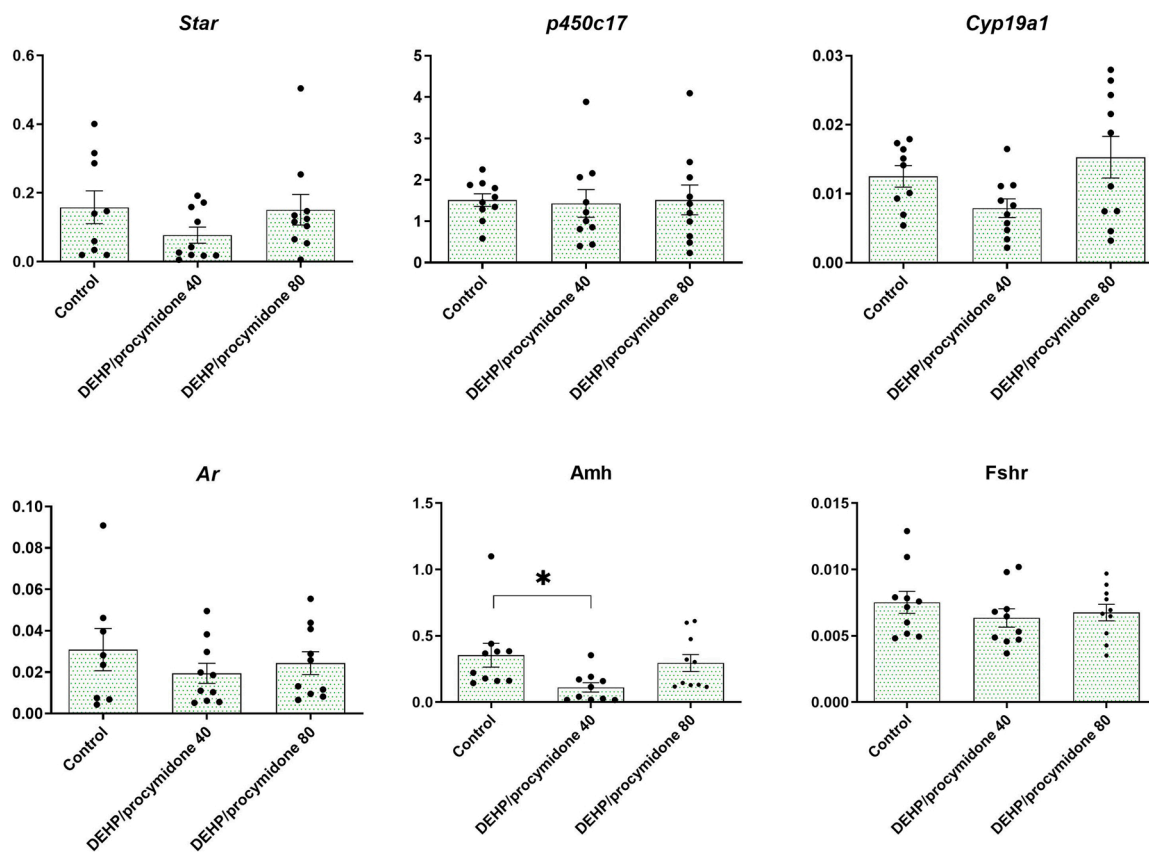 Star
0.6
0.4
0.2
0.0
Control
DEHP/procymidone 40
DEHP/procymidone 80
p450c17
5
4
3
2
1
0
Control
DEHP/procymidone 40
DEHP/procymidone 80
Cyp19a1
0.03
0.02
0.01
0.00
Control
DEHP/procymidone 40
DEHP/procymidone 80
Ar
0.10
0.08
0.06
0.04
0.02
0.00
Control
DEHP/procymidone 40
DEHP/procymidone 80
Amh
1.5
1.0
0.5
0.0
*
Control
DEHP/procymidone 40
DEHP/procymidone 80
Fshr
0.015
0.010
0.005
0.000
Control
DEHP/procymidone 40
DEHP/procymidone 80